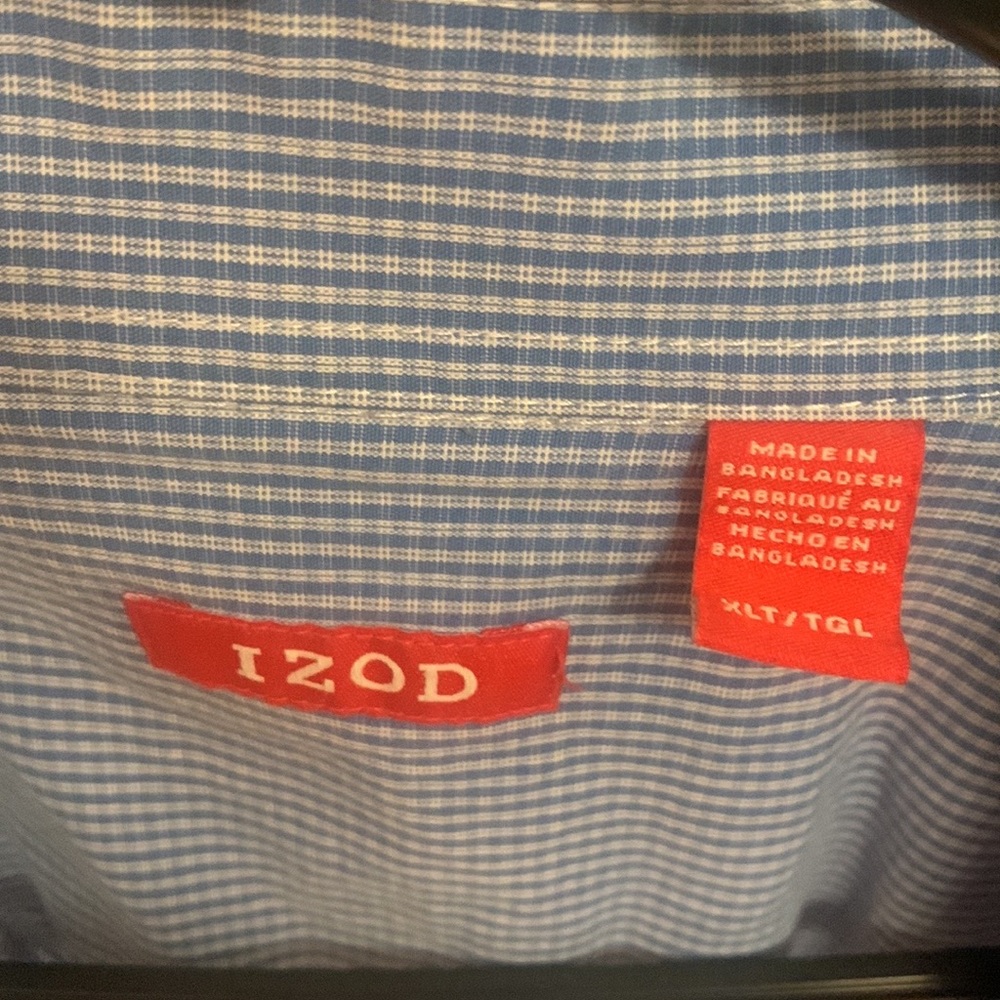 IZOD
MADE IN
BANGLADESH
FABRIQUÉ AU
BANGLADESH
HECHO EN
BANGLADESH
XLT/TGL